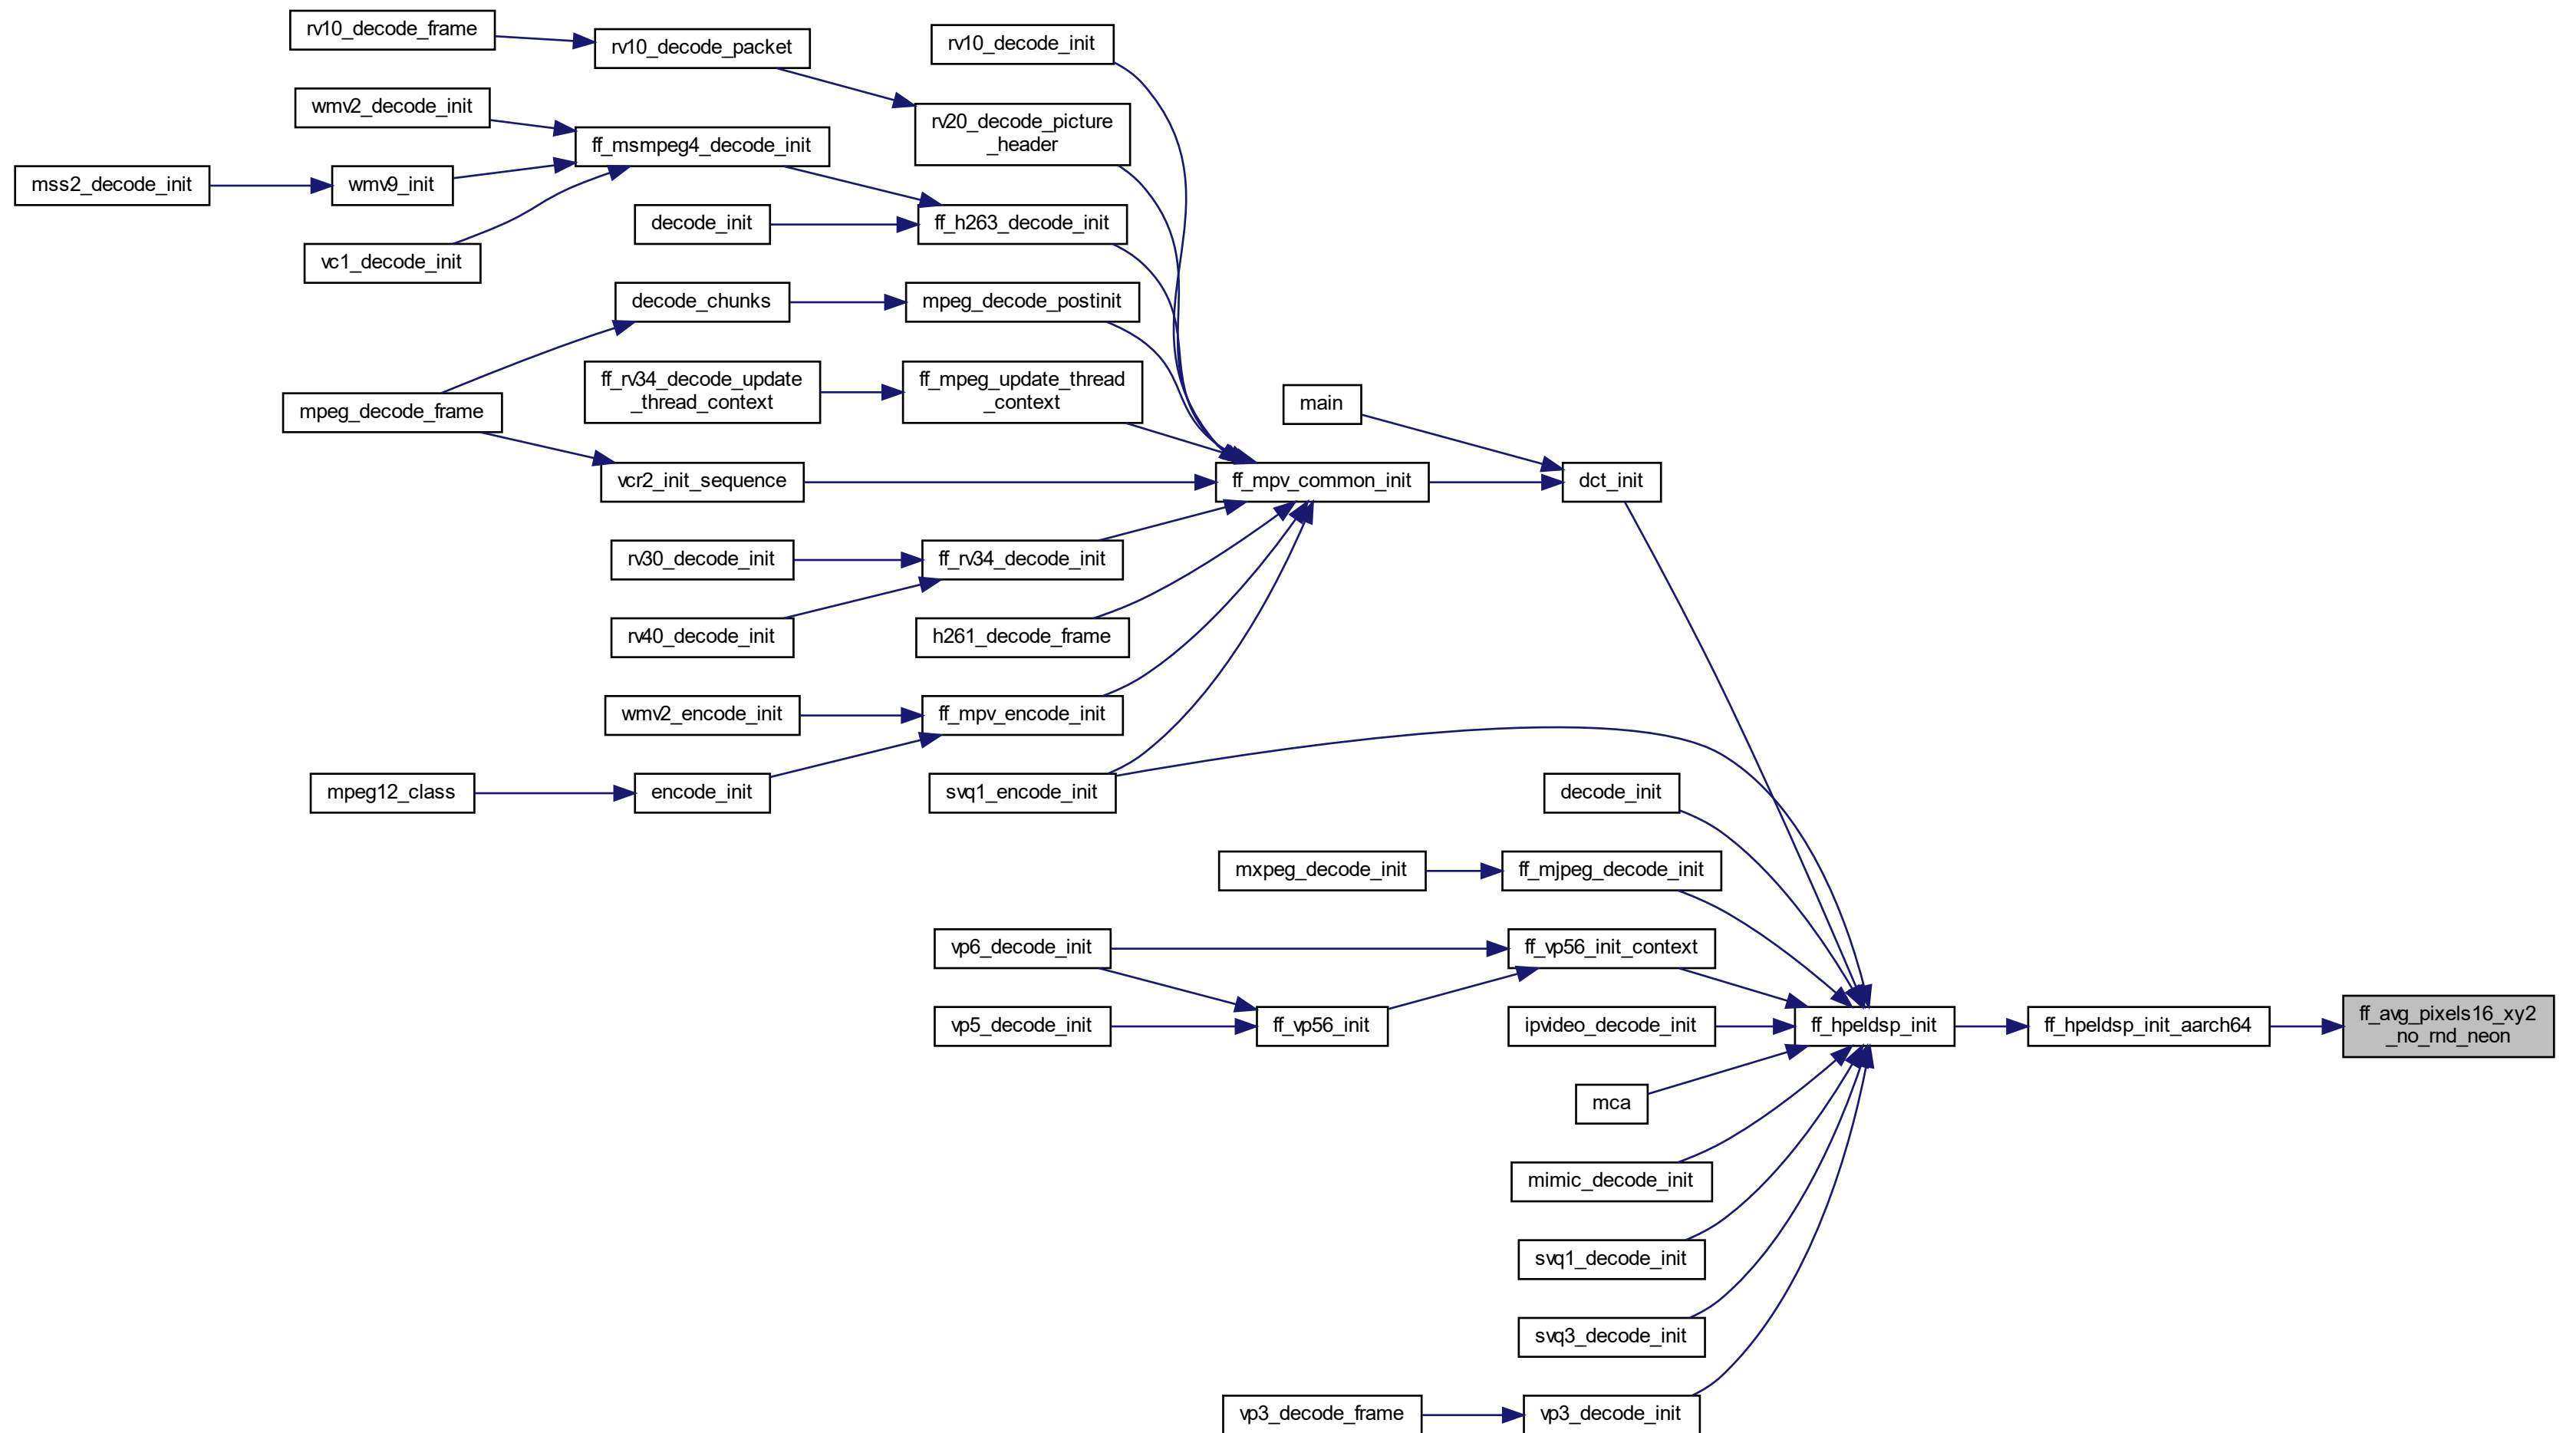 rv10_decode_frame
rv10_decode_packet
rv10_decode_init
wmv2_decode_init
rv20_decode_picture
_header
ff_msmpeg4_decode_init
mss2_decode_init
wmv9_init
decode_init
ff_h263_decode_init
vc1_decode_init
decode_chunks
mpeg_decode_postinit
ff_rv34_decode_update
_thread_context
ff_mpeg_update_thread
_context
mpeg_decode_frame
main
vcr2_init_sequence
ff_mpv_common_init
dct_init
rv30_decode_init
ff_rv34_decode_init
rv40_decode_init
h261_decode_frame
wmv2_encode_init
ff_mpv_encode_init
mpeg12_class
encode_init
svq1_encode_init
decode_init
mxpeg_decode_init
ff_mjpeg_decode_init
vp6_decode_init
ff_vp56_init_context
vp5_decode_init
ff_vp56_init
ipvideo_decode_init
ff_hpeldsp_init
ff_hpeldsp_init_aarch64
ff_avg_pixels16_xy2
_no_rnd_neon
mca
mimic_decode_init
svq1_decode_init
svq3_decode_init
vp3_decode_frame
vp3_decode_init